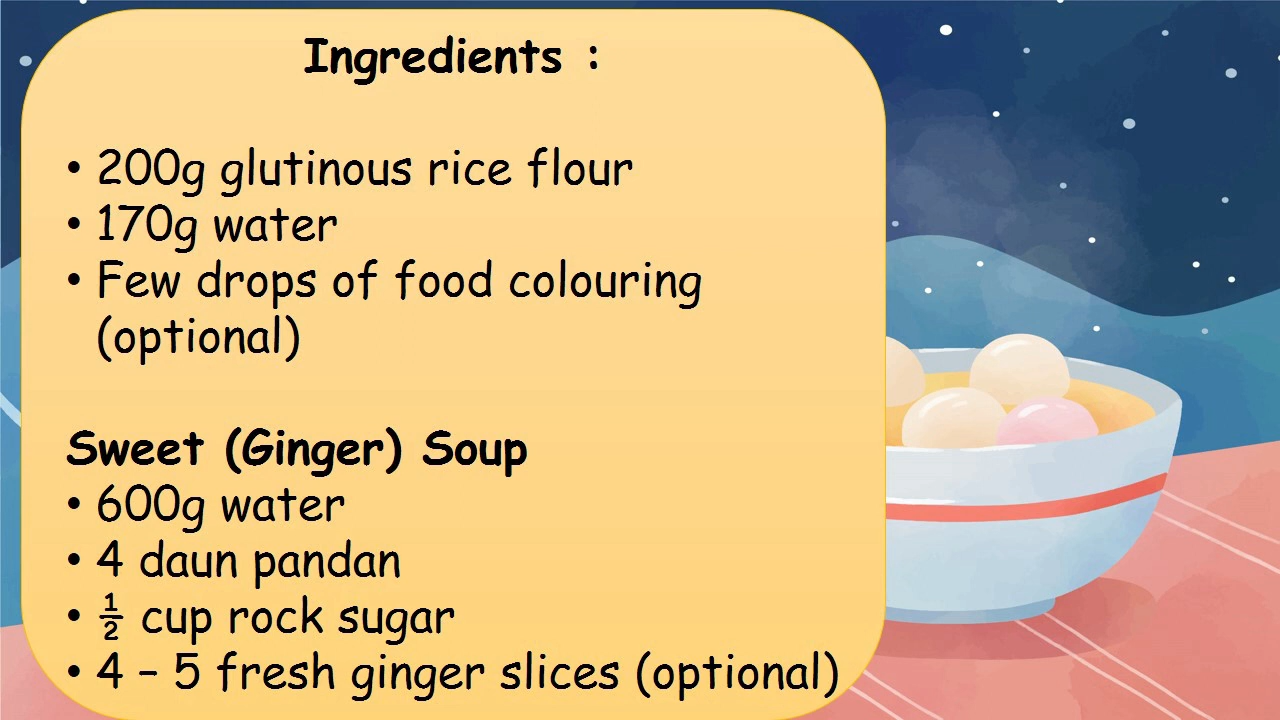 Ingredients :
• 200g glutinous rice flour
• 170g water
• Few drops of food colouring
(optional)
Sweet (Ginger) Soup
• 600g water
• 4 daun pandan
• ½ cup rock sugar
• 4 – 5 fresh ginger slices (optional)